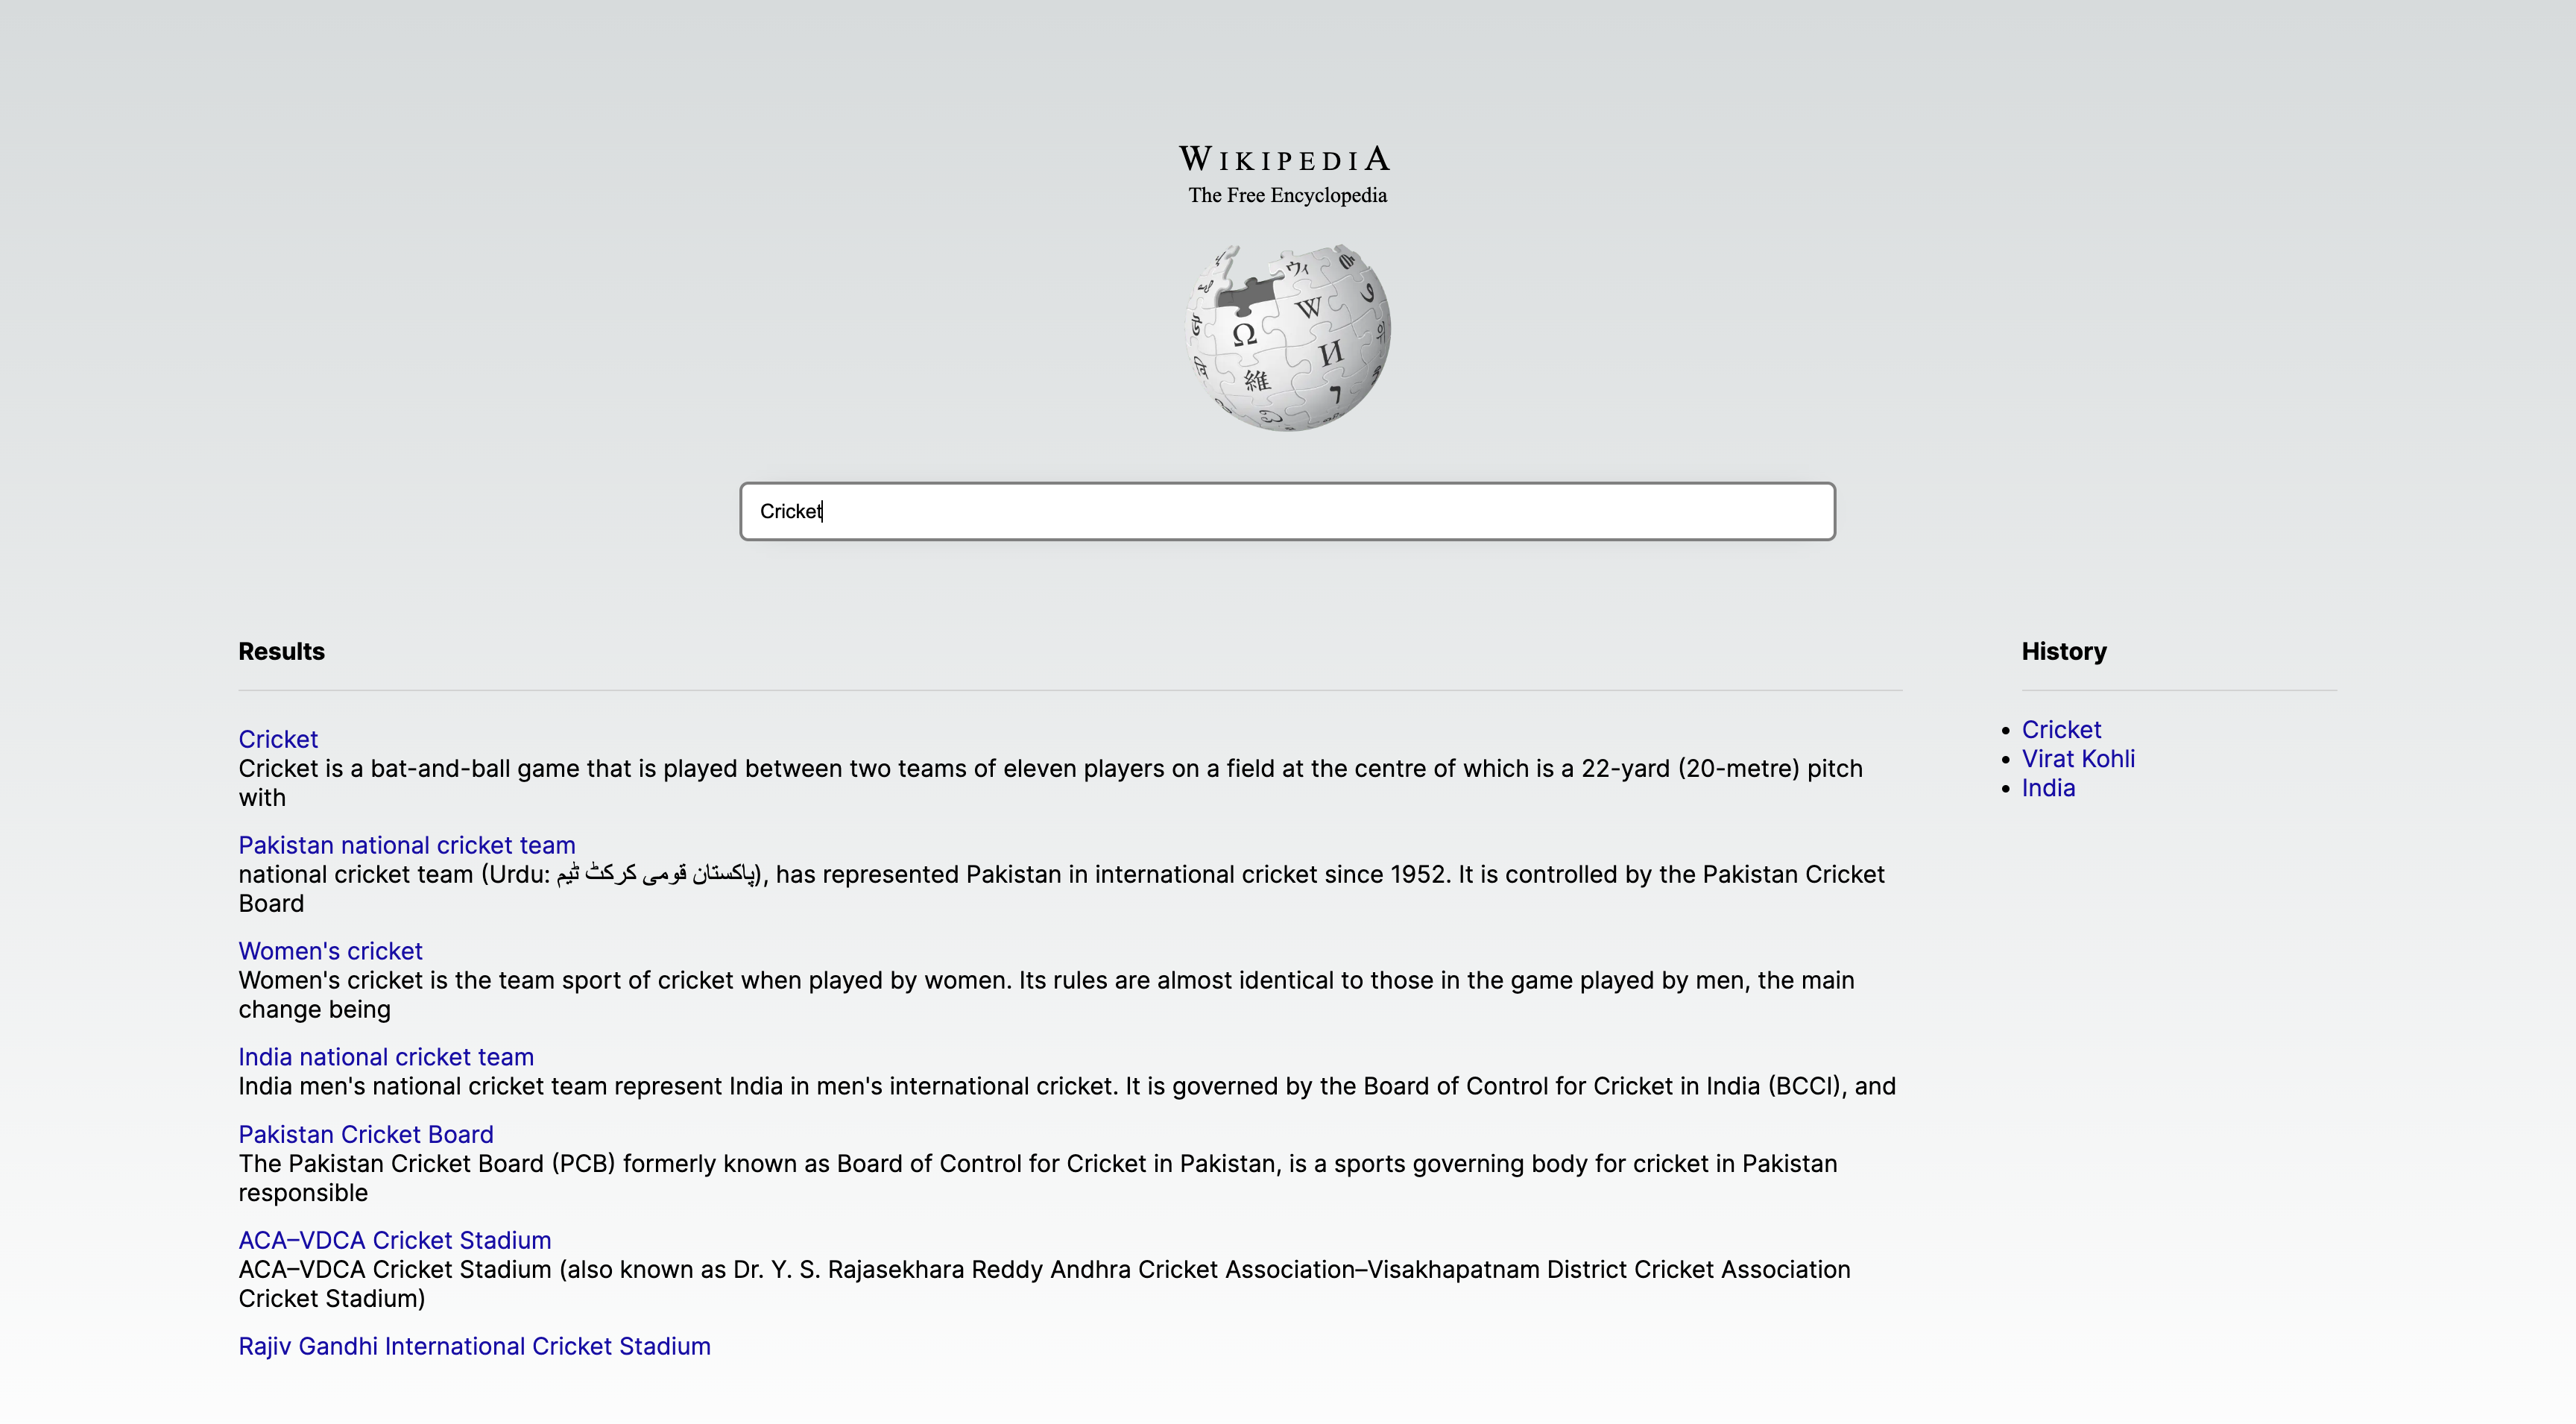 WIKIPEDIA
The Free Encyclopedia
ウィ
W
Ω
И
維
Cricket
Results
Cricket
Cricket is a bat-and-ball game that is played between two teams of eleven players on a field at the centre of which is a 22-yard (20-metre) pitch
with
Pakistan national cricket team
national cricket team (Urdu: پاکستان قومی کرکٹ ٹیم), has represented Pakistan in international cricket since 1952. It is controlled by the Pakistan Cricket
Board
Women's cricket
Women's cricket is the team sport of cricket when played by women. Its rules are almost identical to those in the game played by men, the main
change being
India national cricket team
India men's national cricket team represent India in men's international cricket. It is governed by the Board of Control for Cricket in India (BCCI), and
Pakistan Cricket Board
The Pakistan Cricket Board (PCB) formerly known as Board of Control for Cricket in Pakistan, is a sports governing body for cricket in Pakistan
responsible
ACA–VDCA Cricket Stadium
ACA–VDCA Cricket Stadium (also known as Dr. Y. S. Rajasekhara Reddy Andhra Cricket Association–Visakhapatnam District Cricket Association
Cricket Stadium)
Rajiv Gandhi International Cricket Stadium
History
Cricket
Virat Kohli
India